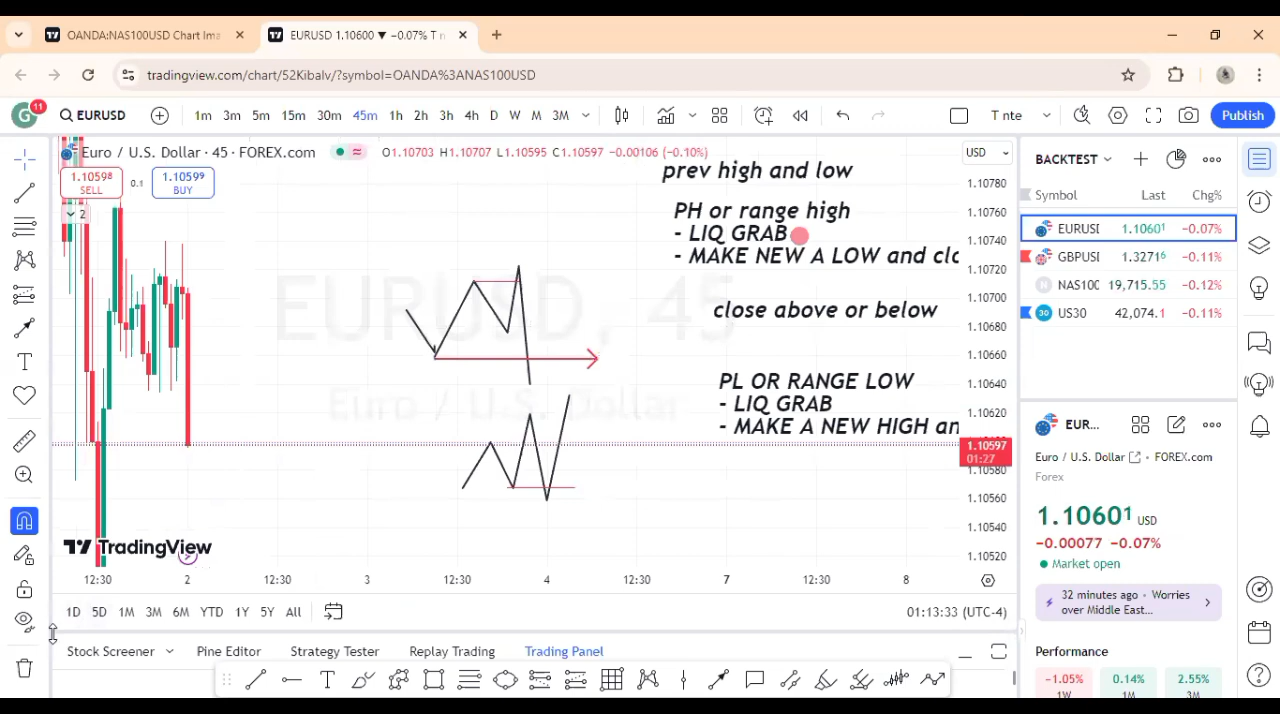 OANDA:NAS100USD Chart Ima
EURUSD 1.10600 ▼ −0.07% T n
tradingview.com/chart/52Kibalv/?symbol=OANDA%3ANAS100USD
G
11
EURUSD
1m 3m 5m 15m 30m 45m 1h 2h 3h 4h D W M 3M
T nte
Publish
Euro / U.S. Dollar · 45 · FOREX.com
O1.10703 H1.10707 L1.10595 C1.10597 −0.00106 (−0.10%)
1.10598
SELL
0.1
1.10599
BUY
2
prev high and low
PH or range high
- LIQ GRAB
- MAKE NEW A LOW and clo
close above or below
PL OR RANGE LOW
- LIQ GRAB
- MAKE A NEW HIGH an
EURUSD, 45
Euro / U.S. Dollar
USD
1.10780
1.10760
1.10740
1.10720
1.10700
1.10680
1.10660
1.10640
1.10620
1.10597
01:27
1.10580
1.10560
1.10540
1.10520
TradingView
12:30 2 12:30 3 12:30 4 12:30 7 12:30 8
1D 5D 1M 3M 6M YTD 1Y 5Y All
01:13:33 (UTC-4)
Stock Screener Pine Editor Strategy Tester Replay Trading Trading Panel
BACKTEST
Symbol Last Chg%
EURUSI 1.10601 −0.07%
GBPUSI 1.32716 −0.11%
NAS100 19,715.55 −0.12%
US30 42,074.1 −0.11%
EUR...
Euro / U.S. Dollar · FOREX.com
Forex
1.10601 USD
−0.00077 −0.07%
Market open
32 minutes ago · Worries
over Middle East...
Performance
−1.05% 0.14% 2.55%
1W 1M 3M